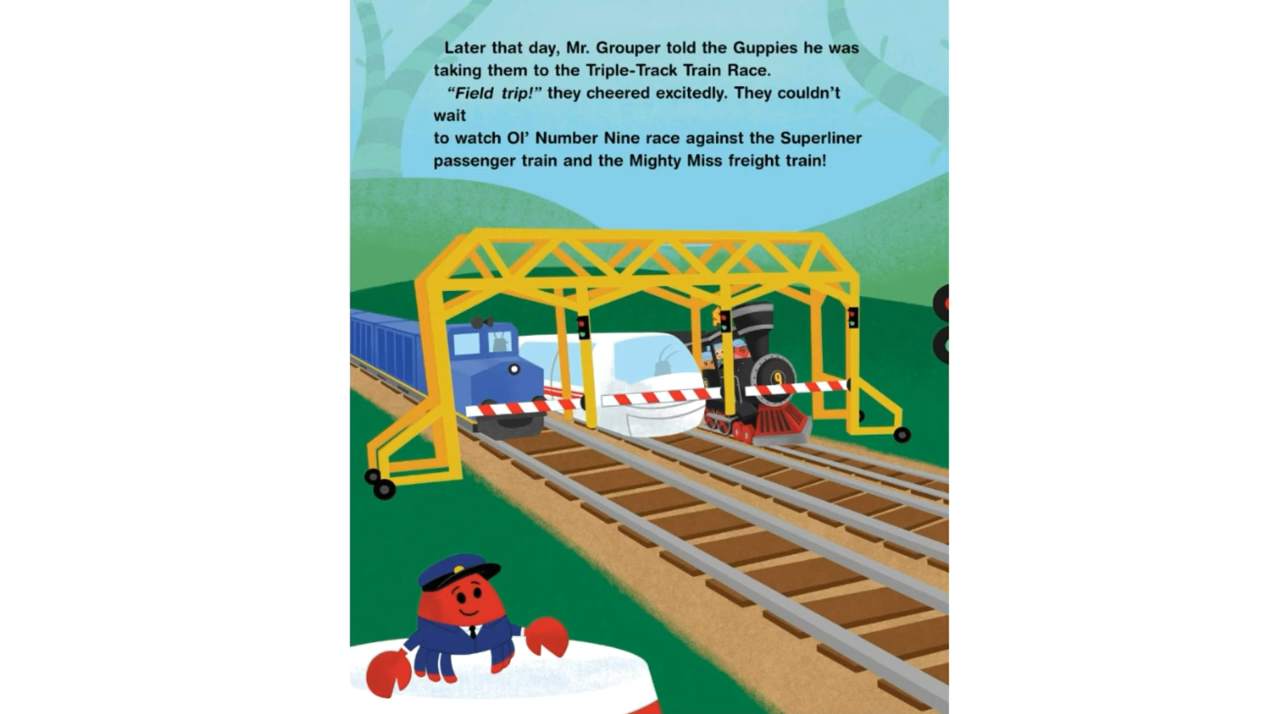 Later that day, Mr. Grouper told the Guppies he was
taking them to the Triple-Track Train Race.
“Field trip!” they cheered excitedly. They couldn’t
wait
to watch Ol’ Number Nine race against the Superliner
passenger train and the Mighty Miss freight train!
9